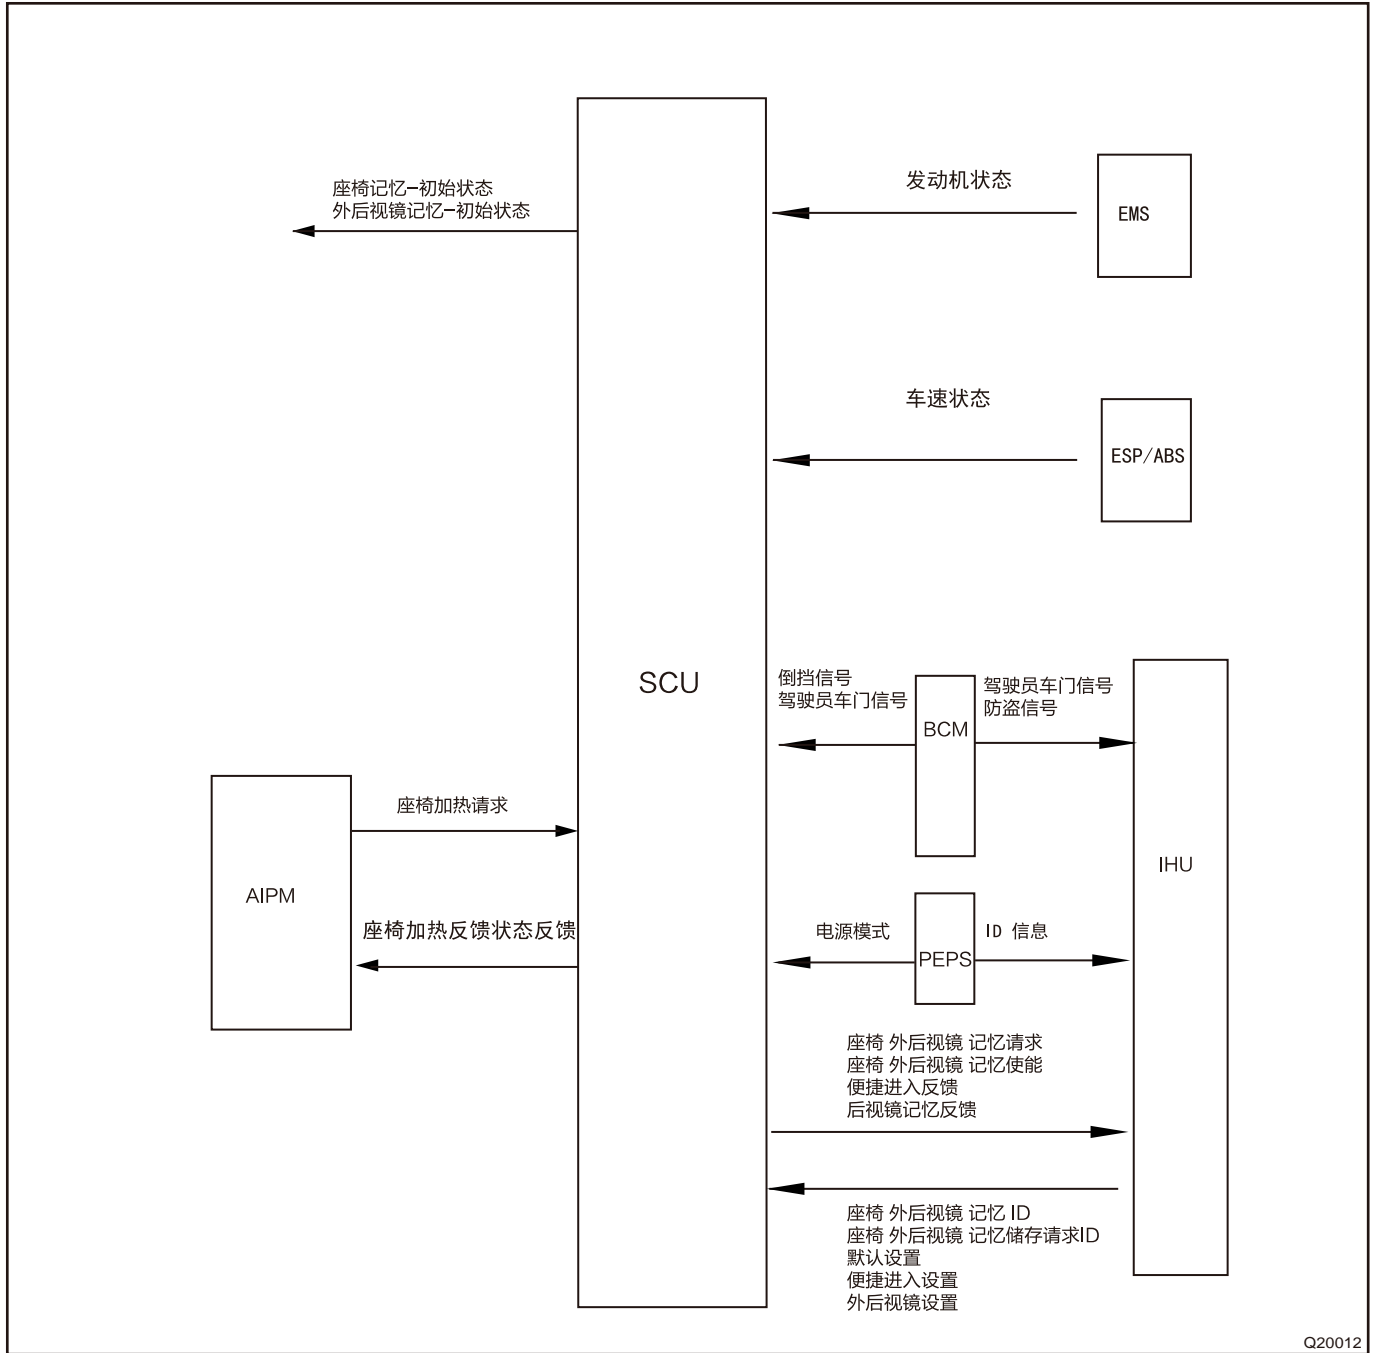 座椅记忆-初始状态
外后视镜记忆-初始状态
发动机状态
EMS
车速状态
ESP/ABS
SCU
倒挡信号
驾驶员车门信号
BCM
驾驶员车门信号
防盗信号
IHU
座椅加热请求
AIPM
座椅加热反馈状态反馈
电源模式
PEPS
ID 信息
座椅 外后视镜 记忆请求
座椅 外后视镜 记忆使能
便捷进入反馈
后视镜记忆反馈
座椅 外后视镜 记忆 ID
座椅 外后视镜 记忆储存请求ID
默认设置
便捷进入设置
外后视镜设置
Q20012